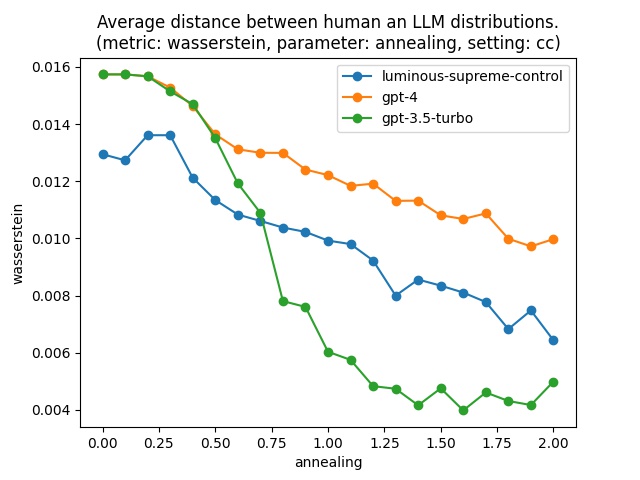 Average distance between human an LLM distributions.
(metric: wasserstein, parameter: annealing, setting: cc)
luminous-supreme-control
gpt-4
gpt-3.5-turbo
wasserstein
0.016
0.014
0.012
0.010
0.008
0.006
0.004
0.00 0.25 0.50 0.75 1.00 1.25 1.50 1.75 2.00
annealing